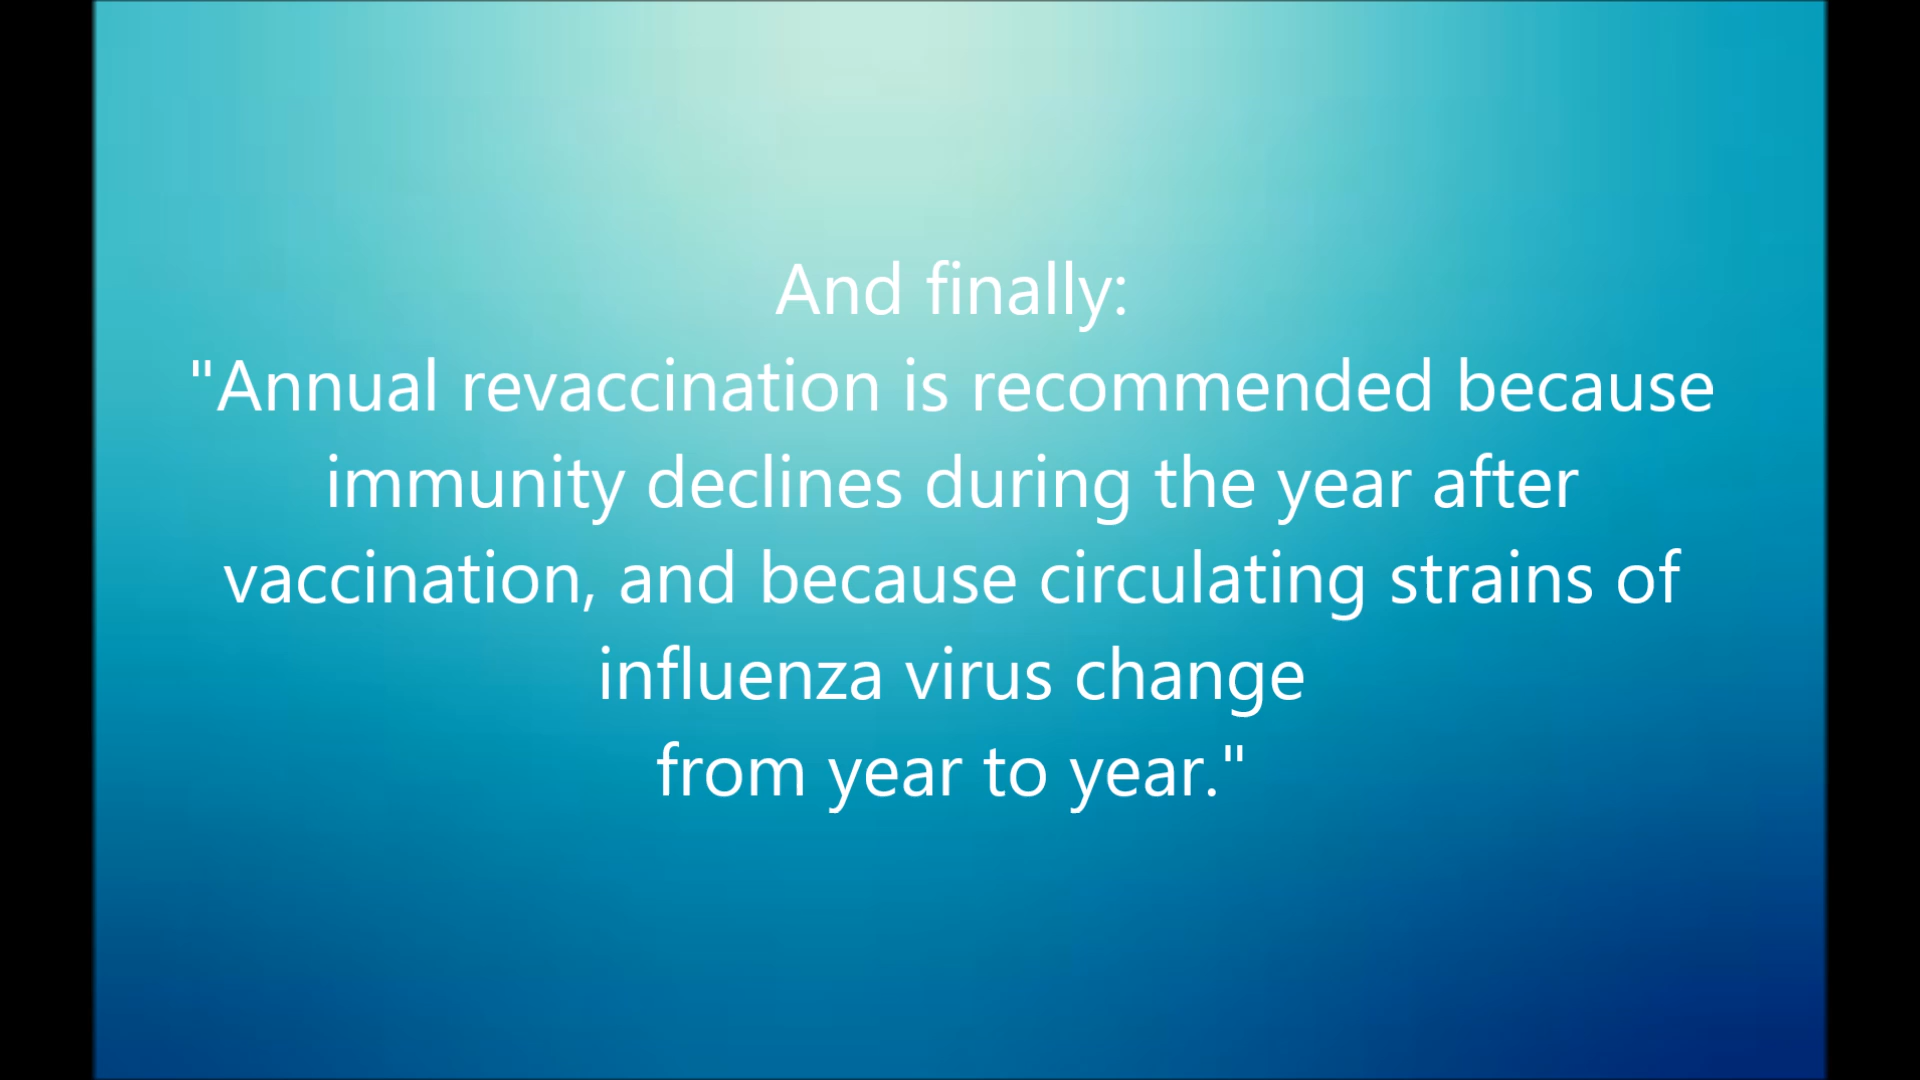 And finally:
"Annual revaccination is recommended because
immunity declines during the year after
vaccination, and because circulating strains of
influenza virus change
from year to year."